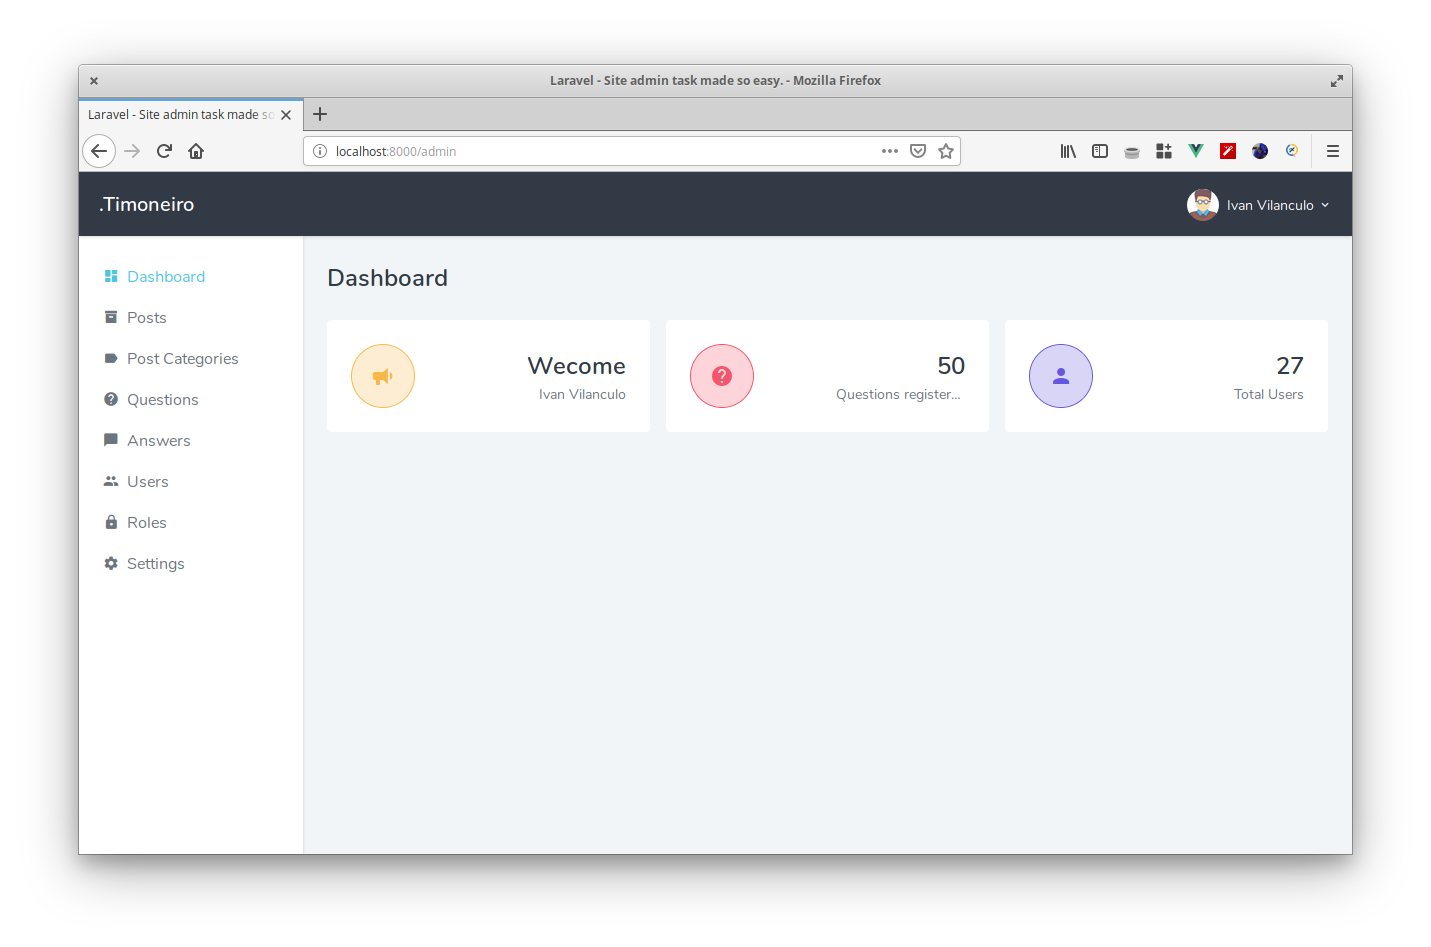 Laravel - Site admin task made so easy. - Mozilla Firefox
Laravel - Site admin task made so
localhost:8000/admin
.Timoneiro
Ivan Vilanculo
Dashboard
Posts
Post Categories
Questions
Answers
Users
Roles
Settings
Dashboard
Wecome
Ivan Vilanculo
50
Questions register...
27
Total Users